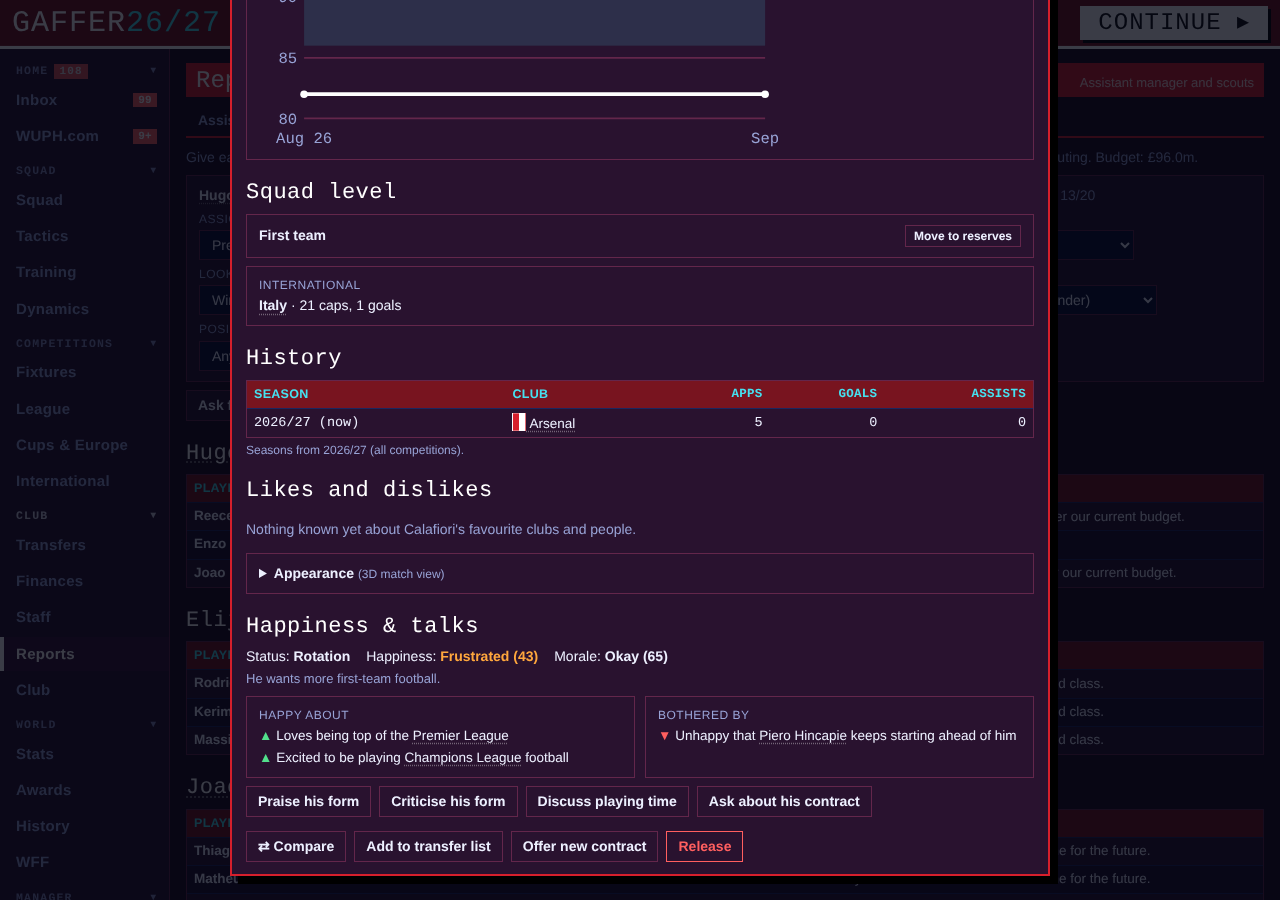 GAFFER26/27
CONTINUE ▶
HOME 198 ▼
Inbox 99
WUPH.com 9+
SQUAD ▼
Squad
Tactics
Training
Dynamics
COMPETITIONS ▼
Fixtures
League
Cups & Europe
International
CLUB ▼
Transfers
Finances
Staff
Reports
Club
WORLD ▼
Stats
Awards
History
WFF
MANAGER ▼
Assistant manager and scouts
uting. Budget: £96.0m.
13/20
nder)
er our current budget.
our current budget.
d class.
d class.
d class.
e for the future.
e for the future.
85
80
Aug 26 Sep
Squad level
First team Move to reserves
INTERNATIONAL
Italy · 21 caps, 1 goals
History
SEASON CLUB APPS GOALS ASSISTS
2026/27 (now) Arsenal 5 0 0
Seasons from 2026/27 (all competitions).
Likes and dislikes
Nothing known yet about Calafiori's favourite clubs and people.
▶ Appearance (3D match view)
Happiness & talks
Status: Rotation Happiness: Frustrated (43) Morale: Okay (65)
He wants more first-team football.
HAPPY ABOUT
▲ Loves being top of the Premier League
▲ Excited to be playing Champions League football
BOTHERED BY
▼ Unhappy that Piero Hincapie keeps starting ahead of him
Praise his form Criticise his form Discuss playing time Ask about his contract
⇄ Compare Add to transfer list Offer new contract Release